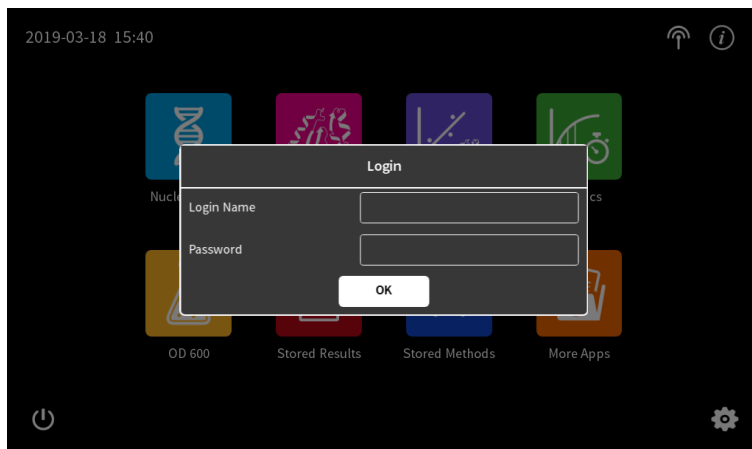 2019-03-18 15:40
Login
Login Name
Password
OK
OD 600
Stored Results
Stored Methods
More Apps